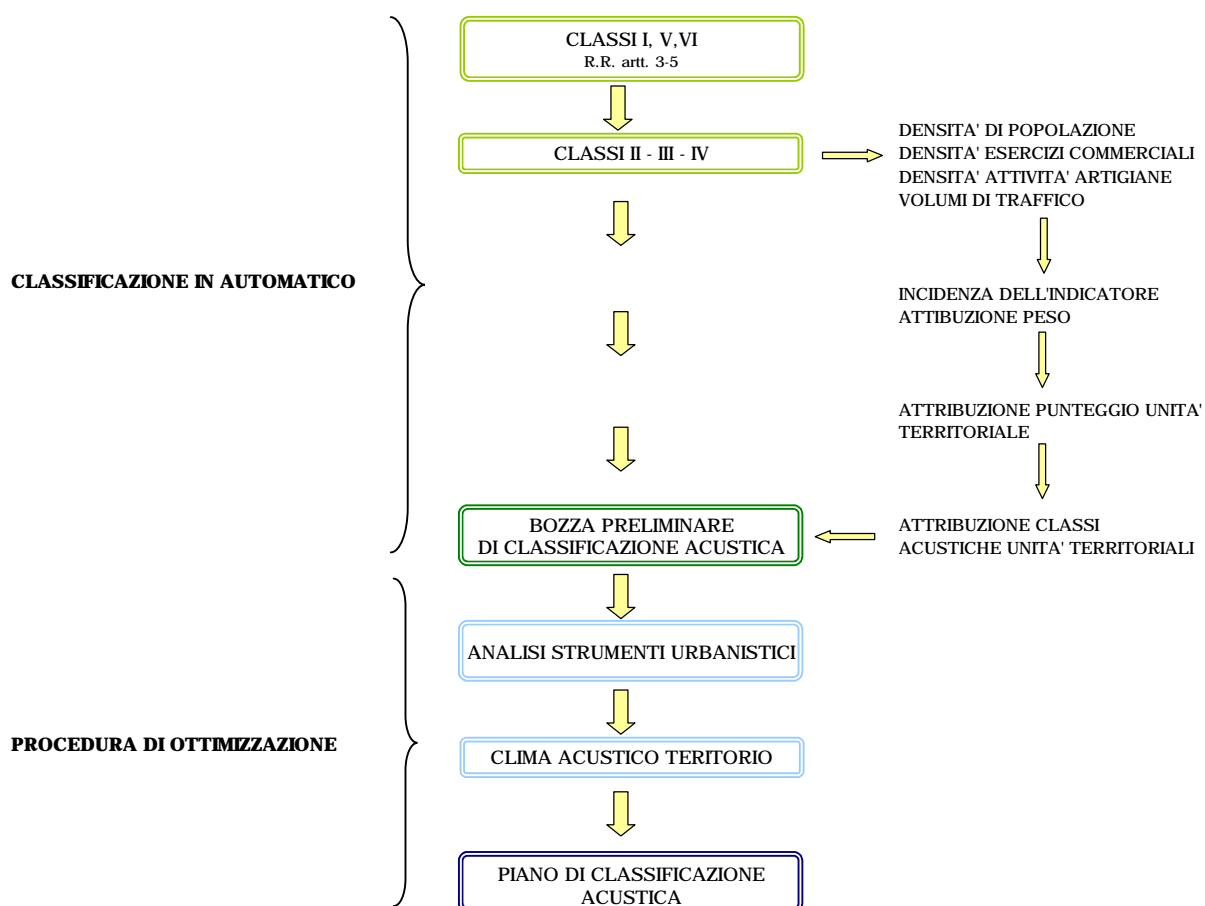 CLASSI I, V,VI
R.R. artt. 3-5
CLASSI II - III - IV
DENSITA' DI POPOLAZIONE
DENSITA' ESERCIZI COMMERCIALI
DENSITA' ATTIVITA' ARTIGIANE
VOLUMI DI TRAFFICO
CLASSIFICAZIONE IN AUTOMATICO
INCIDENZA DELL'INDICATORE
ATTIBUZIONE PESO
ATTRIBUZIONE PUNTEGGIO UNITA'
TERRITORIALE
BOZZA PRELIMINARE
DI CLASSIFICAZIONE ACUSTICA
ATTRIBUZIONE CLASSI
ACUSTICHE UNITA' TERRITORIALI
ANALISI STRUMENTI URBANISTICI
PROCEDURA DI OTTIMIZZAZIONE
CLIMA ACUSTICO TERITORIO
PIANO DI CLASSIFICAZIONE
ACUSTICA